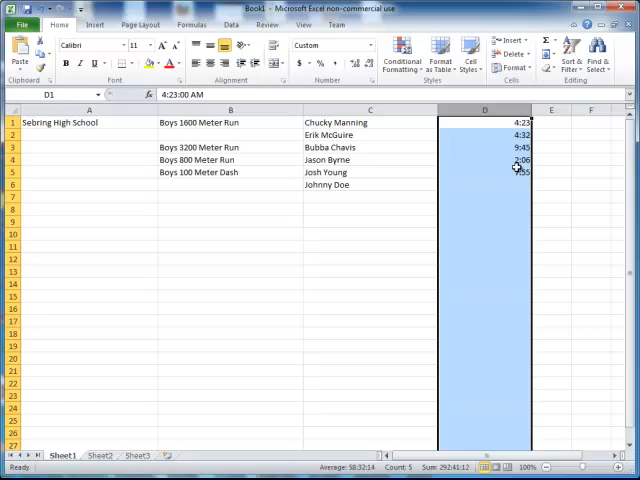 Book1 - Microsoft Excel non-commercial use
File Home Insert Page Layout Formulas Data Review View
Calibri 11 Custom Insert
Paste Conditional Formatting Format as Table Cell Styles Delete Sort & Filter Find & Select
B I U $ % , Format
Clipboard Font Alignment Number Styles Cells Editing
D1 fx 4:23:00 AM
A B C D E F
1 Sebring High School Boys 1600 Meter Run Chucky Manning 4:23
2 Erik McGuire 4:32
3 Boys 3200 Meter Run Bubba Chavis 9:45
4 Boys 800 Meter Run Jason Byrne 2:06
5 Boys 100 Meter Dash Josh Young :55
6 Johnny Doe
7
8
9
10
11
12
13
14
15
16
17
18
19
20
21
22
23
24
25
26
27
Sheet1 Sheet2 Sheet3
Ready Average: 58:32:14 Count: 5 Sum: 292:41:12 100%